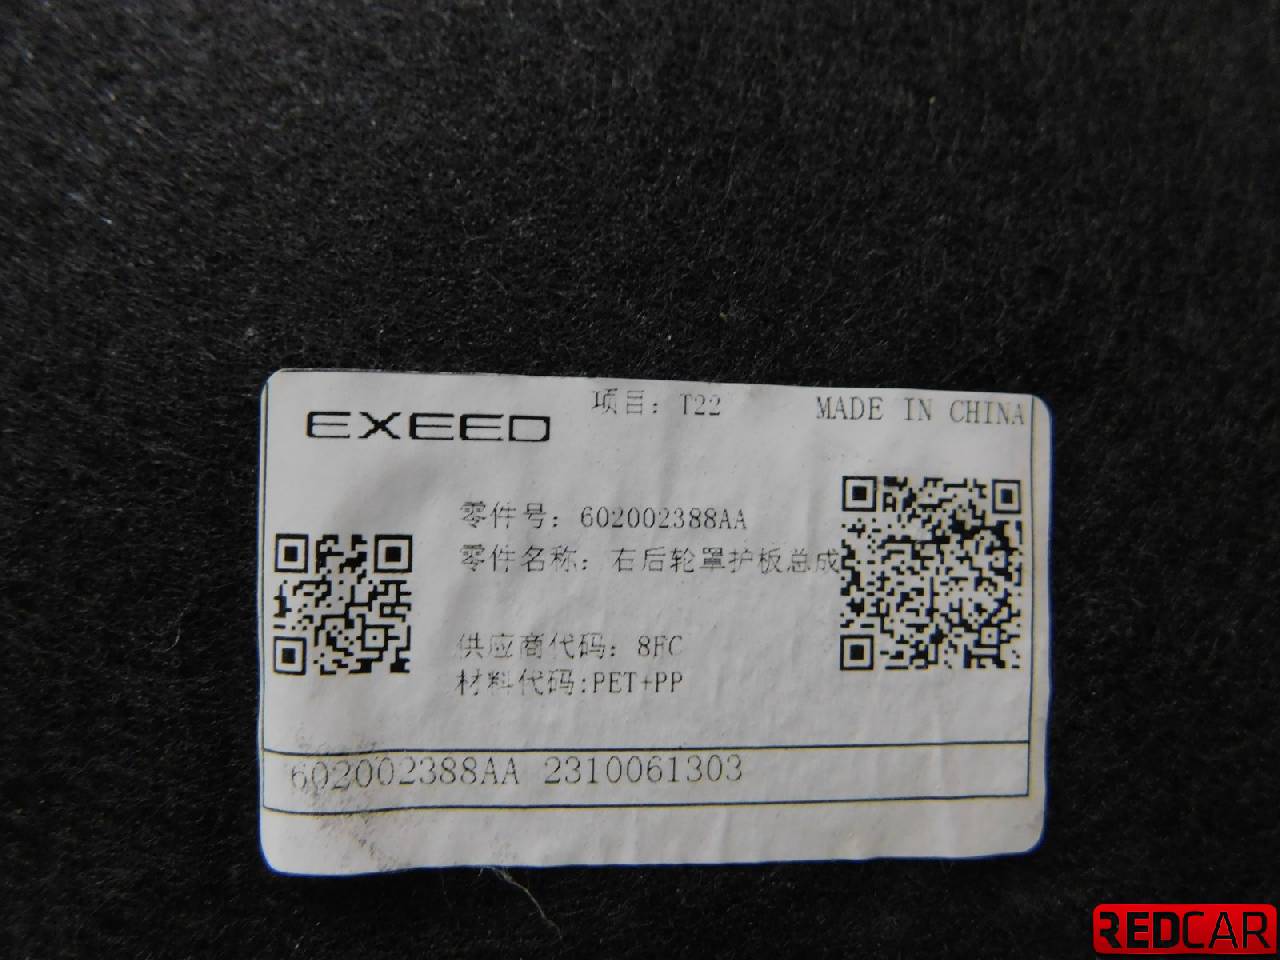 EXEED
项目: T22
MADE IN CHINA
零件号: 602002388AA
零件名称: 右后轮罩护板总成
供应商代码: 8FC
材料代码:PET+PP
602002388AA 2310061303
REDCAR